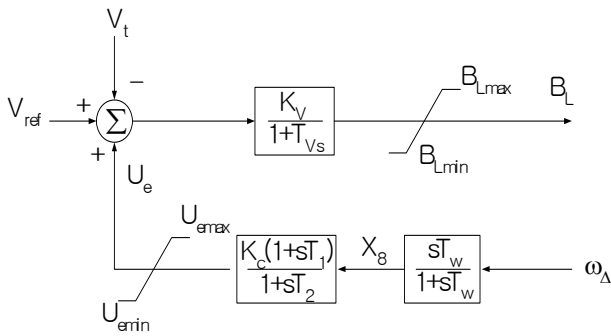 V_t
−
V_ref
+
Σ
+
U_e
K_V
1+T_Vs
B_Lmax
B_Lmin
B_L
U_emax
U_emin
K_c(1+sT_1)
1+sT_2
X_8
sT_w
1+sT_w
ω_Δ